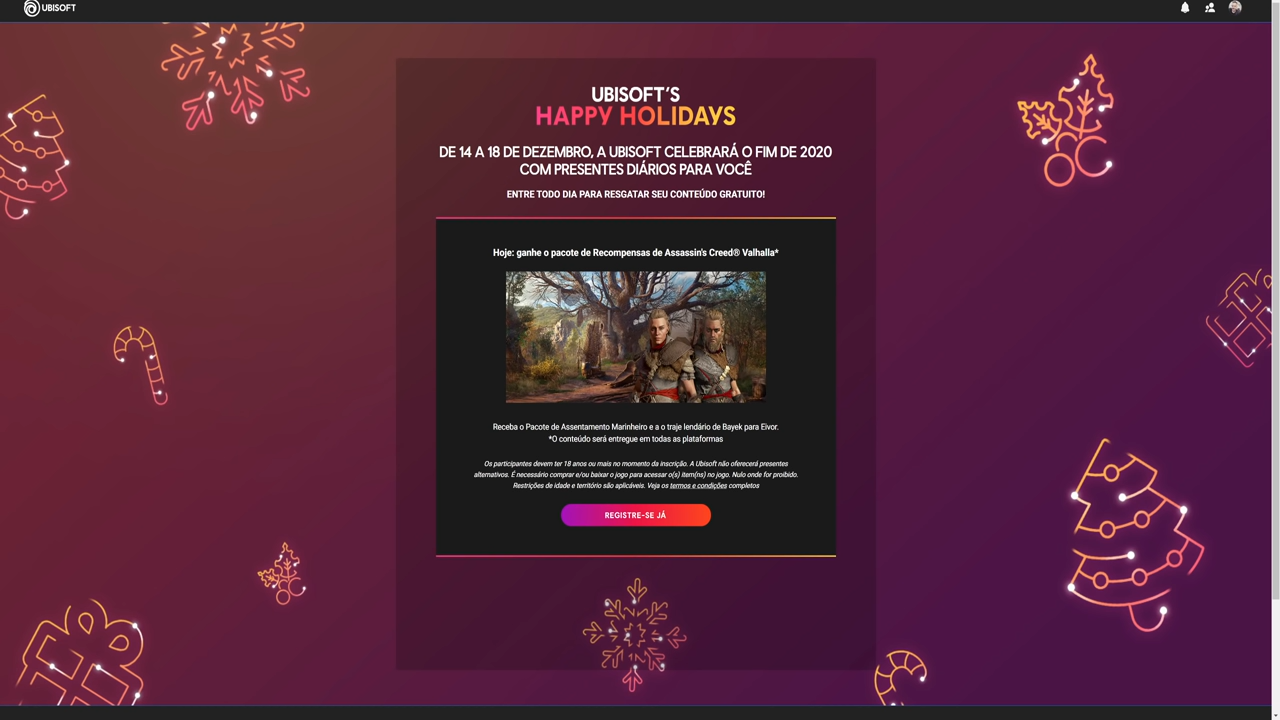 UBISOFT
UBISOFT'S
HAPPY HOLIDAYS
DE 14 A 18 DE DEZEMBRO, A UBISOFT CELEBRARÁ O FIM DE 2020
COM PRESENTES DIÁRIOS PARA VOCÊ
ENTRE TODO DIA PARA RESGATAR SEU CONTEÚDO GRATUITO!
Hoje: ganhe o pacote de Recompensas de Assassin's Creed® Valhalla*
Receba o Pacote de Assentamento Marinheiro e a o traje lendário de Bayek para Eivor.
*O conteúdo será entregue em todas as plataformas
Os participantes devem ter 18 anos ou mais no momento da inscrição. A Ubisoft não oferecerá presentes
alternativos. É necessário comprar e/ou baixar o jogo para acessar o(s) item(ns) no jogo. Nulo onde for proibido.
Restrições de idade e território são aplicáveis. Veja os termos e condições completos
REGISTRE-SE JÁ